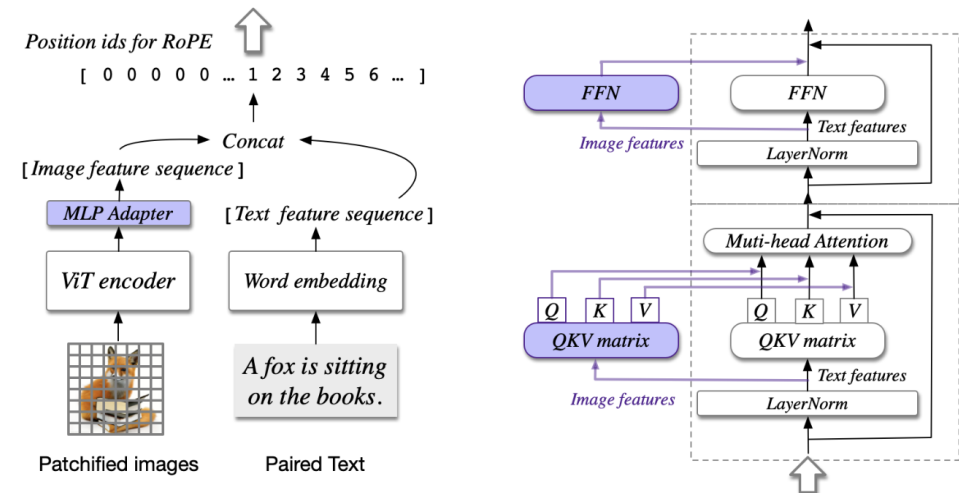 Position ids for RoPE
[ 0 0 0 0 0 ... 1 2 3 4 5 6 ... ]
Concat
[Image feature sequence]
MLP Adapter
[Text feature sequence]
ViT encoder
Word embedding
A fox is sitting
on the books.
Patchified images
Paired Text
FFN
FFN
Text features
Image features
LayerNorm
Muti-head Attention
Q
K
V
Q
K
V
QKV matrix
QKV matrix
Text features
Image features
LayerNorm